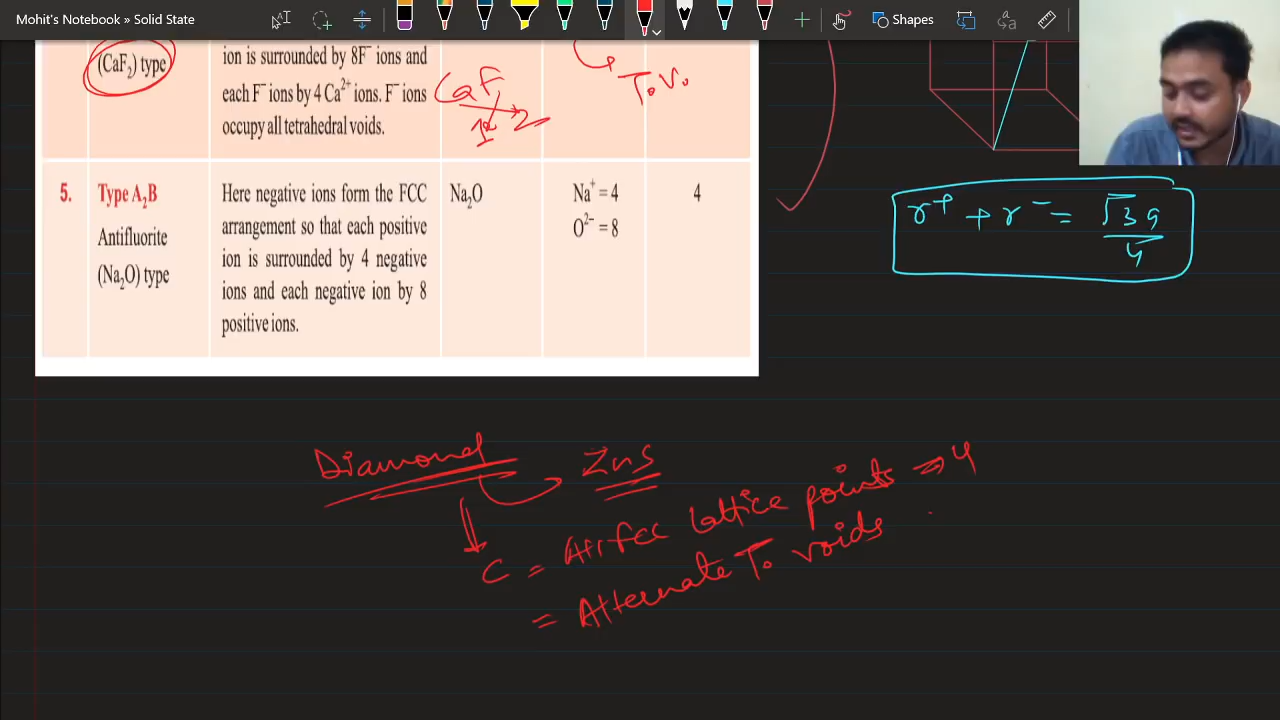 Mohit's Notebook » Solid State
Shapes
(CaF₂) type
ion is surrounded by 8F⁻ ions and
each F⁻ ions by 4 Ca²⁺ ions. F⁻ ions
occupy all tetrahedral voids.
CaF₂
1 : 2
T.V.
5.
Type A₂B
Antifluorite
(Na₂O) type
Here negative ions form the FCC
arrangement so that each positive
ion is surrounded by 4 negative
ions and each negative ion by 8
positive ions.
Na₂O
Na⁺ = 4
O²⁻ = 8
4
r⁺ + r⁻ = √3a/4
Diamond
ZnS
C = All fcc Lattice points ⇒ 4
= Alternate T. voids